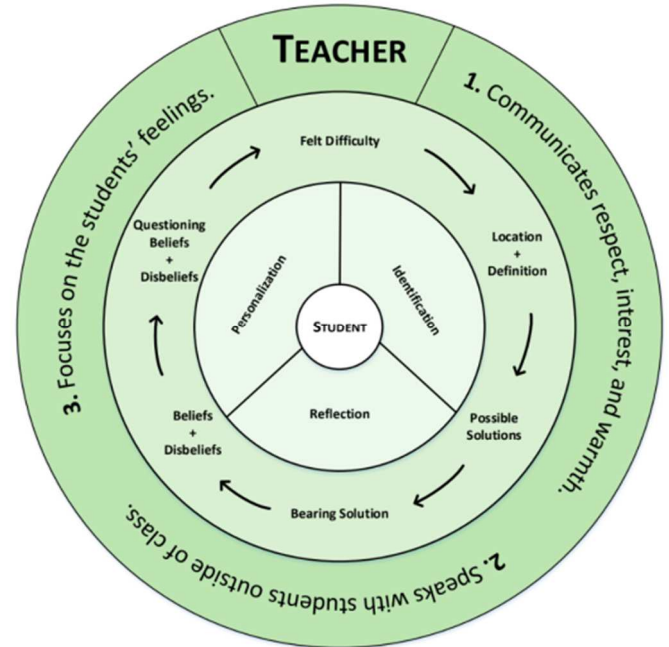 TEACHER
1. Communicates respect, interest, and warmth.
2. Speaks with students outside of class.
3. Focuses on the students' feelings.
Felt Difficulty
Location
+
Definition
Possible
Solutions
Bearing Solution
Beliefs
+
Disbeliefs
Questioning
Beliefs
+
Disbeliefs
Personalization
Identification
Reflection
STUDENT